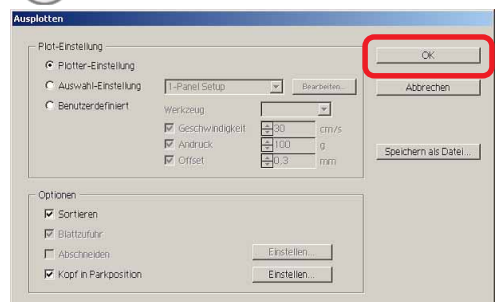 Ausplotten
Plot-Einstellung
Plotter-Einstellung
OK
Auswahl-Einstellung 1-Panel Setup Bearbeiten... Abbrechen
Benutzerdefiniert Werkzeug
Geschwindigkeit 30 cm/s
Andruck 100 g
Speichern als Datei...
Offset 0,3 mm
Optionen
Sortieren
Blattzufuhr
Abschneiden Einstellen...
Kopf in Parkposition Einstellen...